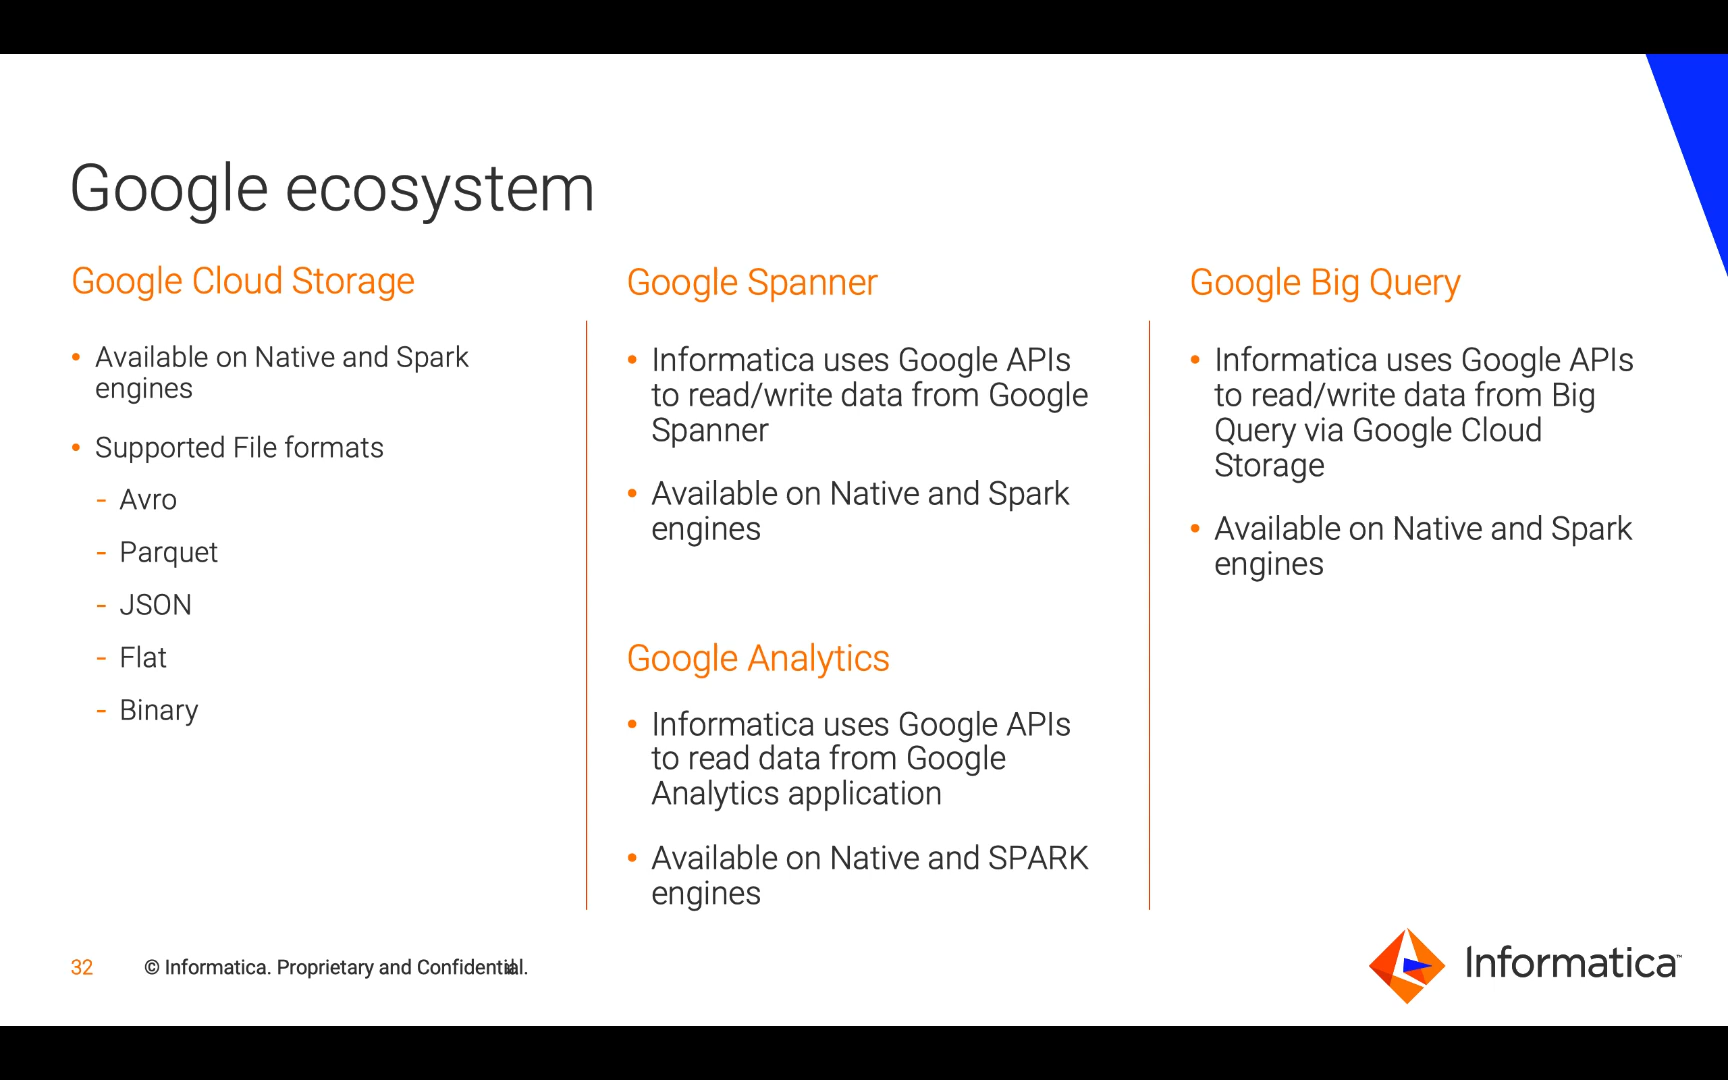 Google ecosystem
Google Cloud Storage
• Available on Native and Spark
engines
• Supported File formats
- Avro
- Parquet
- JSON
- Flat
- Binary
Google Spanner
• Informatica uses Google APIs
to read/write data from Google
Spanner
• Available on Native and Spark
engines
Google Analytics
• Informatica uses Google APIs
to read data from Google
Analytics application
• Available on Native and SPARK
engines
Google Big Query
• Informatica uses Google APIs
to read/write data from Big
Query via Google Cloud
Storage
• Available on Native and Spark
engines
32
© Informatica. Proprietary and Confidential.
Informatica™